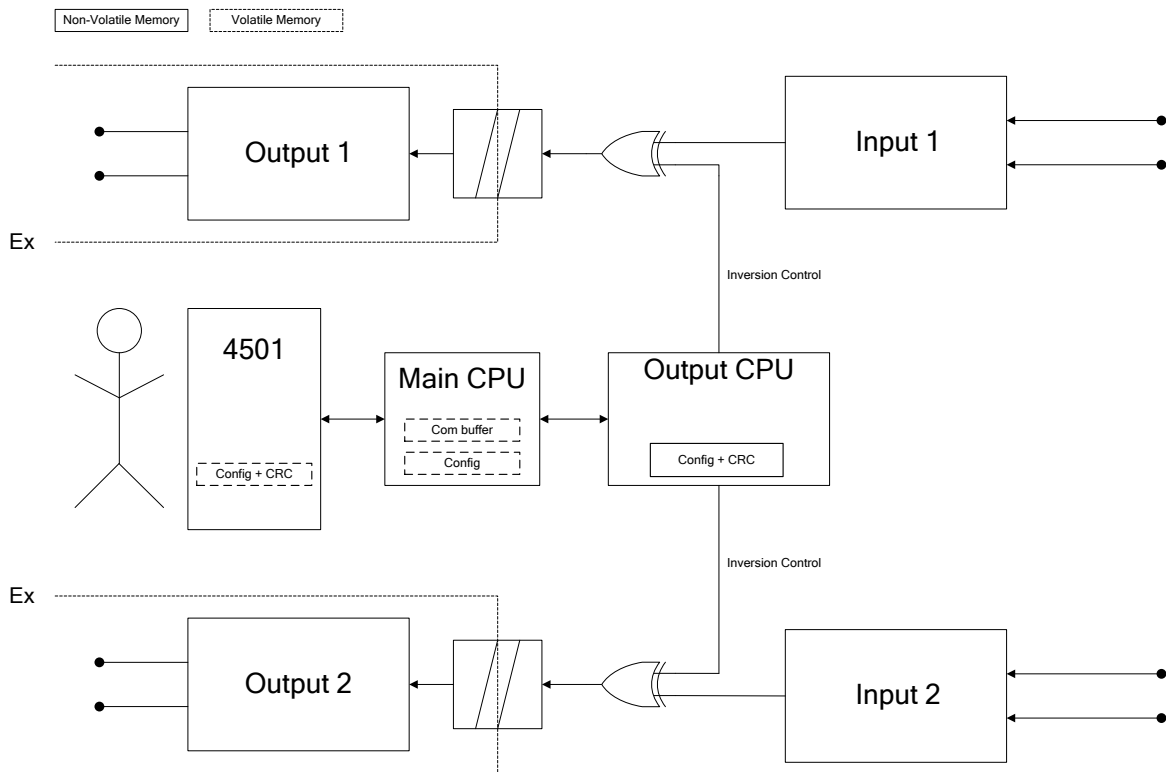 Non-Volatile Memory
Volatile Memory
Output 1
Input 1
Ex
Inversion Control
4501
Main CPU
Output CPU
Com buffer
Config
Config + CRC
Config + CRC
Inversion Control
Ex
Output 2
Input 2